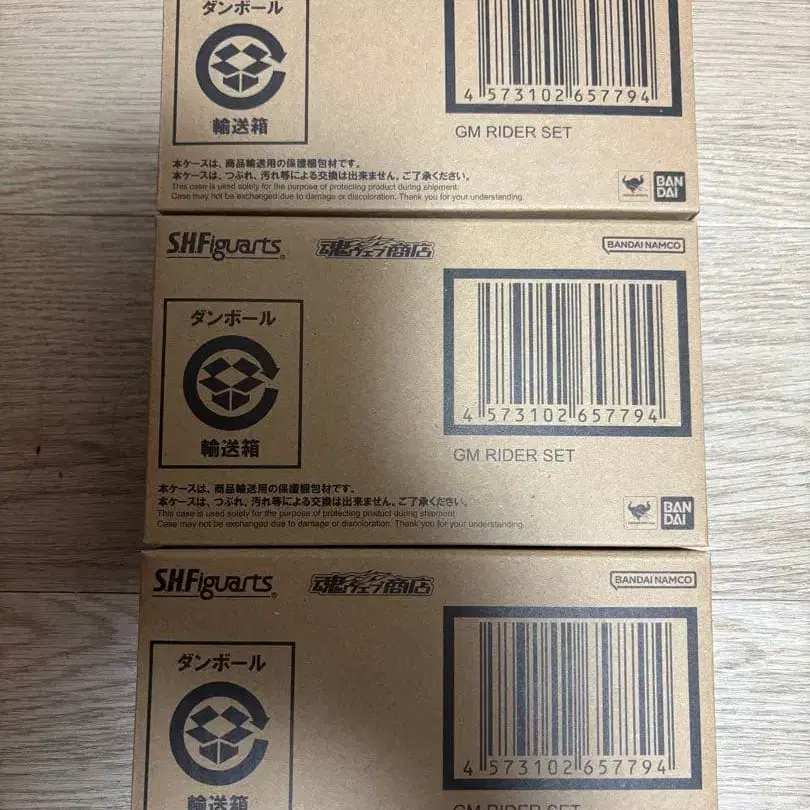 ダンボール
輸送箱
4 573102 657794
GM RIDER SET
本ケースは、商品輸送用の保護梱包材です。
本ケースは、つぶれ、汚れ等による交換は出来ません。ご了承ください。
This case is used solely for the purpose of protecting product during shipment.
Case may not be exchanged due to damage or discoloration. Thank you for your understanding.
BAN
DAI
S.H.Figuarts
魂ウェブ商店
BANDAI NAMCO
ダンボール
輸送箱
4 573102 657794
GM RIDER SET
本ケースは、商品輸送用の保護梱包材です。
本ケースは、つぶれ、汚れ等による交換は出来ません。ご了承ください。
This case is used solely for the purpose of protecting product during shipment.
Case may not be exchanged due to damage or discoloration. Thank you for your understanding.
BAN
DAI
S.H.Figuarts
魂ウェブ商店
BANDAI NAMCO
ダンボール
輸送箱
4 573102 657794
GM RIDER SET